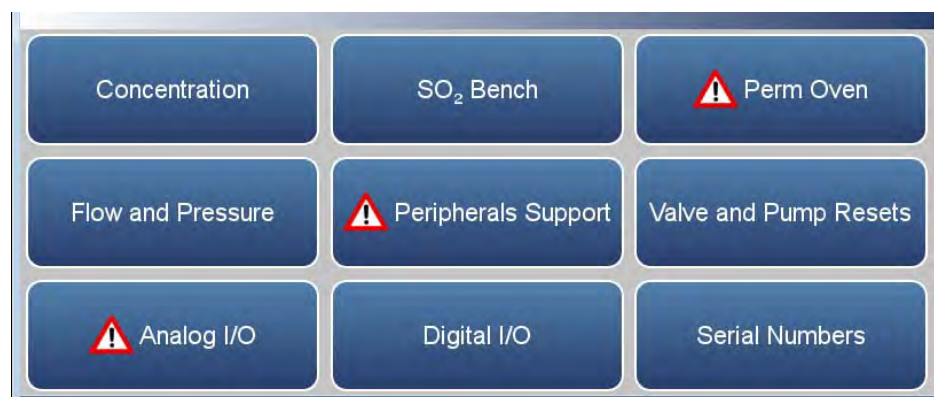 Concentration
SO₂ Bench
Perm Oven
Flow and Pressure
Peripherals Support
Valve and Pump Resets
Analog I/O
Digital I/O
Serial Numbers